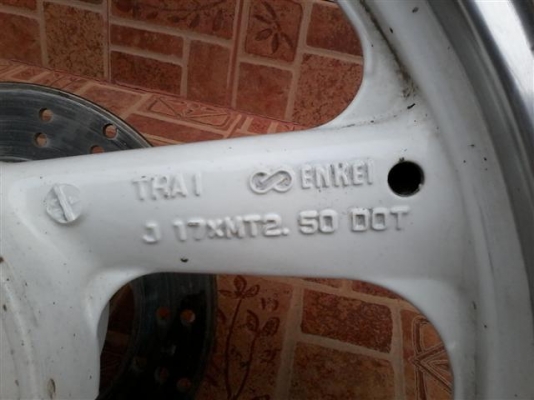 THAI ENKEI
J 17xMT2.50 DOT